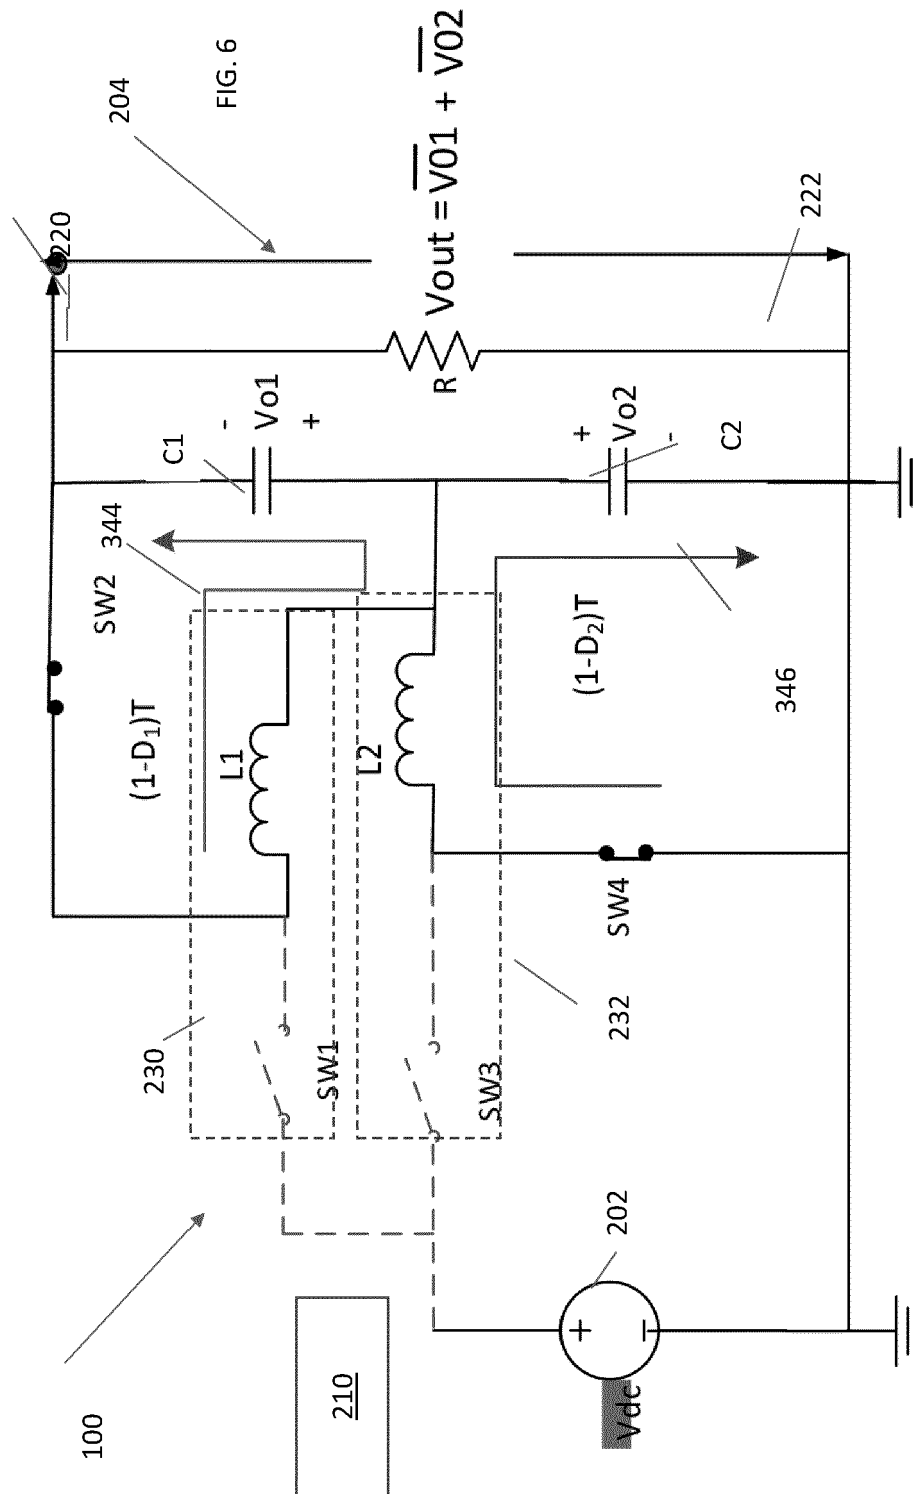 FIG. 6
204
220
Vout = V01 + V02
222
R
C1
- Vo1 +
+ Vo2 -
C2
344
SW2
(1-D1)T
L1
L2
(1-D2)T
346
SW4
230
232
SW1
SW3
202
+ -
Vdc
100
210